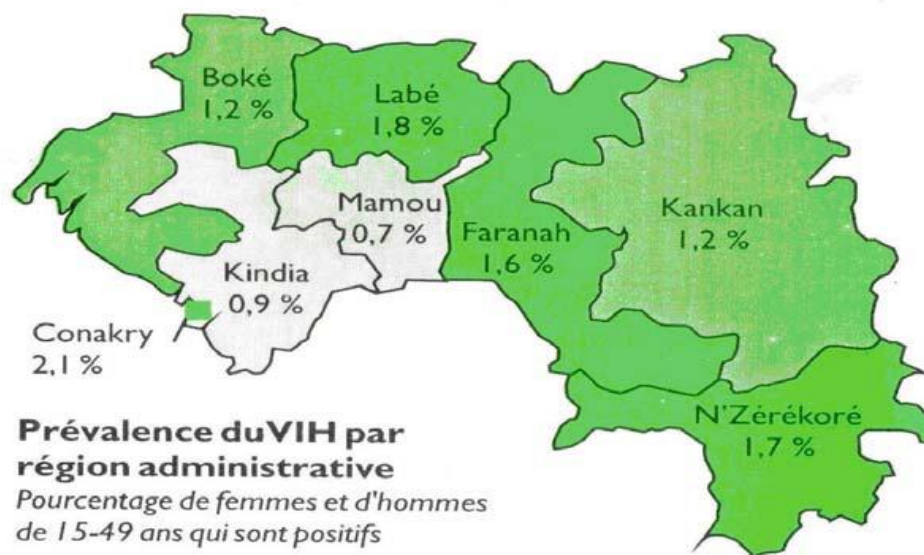 Boké
1,2 %
Labé
1,8 %
Mamou
0,7 %
Faranah
1,6 %
Kankan
1,2 %
Kindia
0,9 %
Conakry
2,1 %
N'Zérékoré
1,7 %
Prévalence du VIH par
région administrative
Pourcentage de femmes et d'hommes
de 15-49 ans qui sont positifs